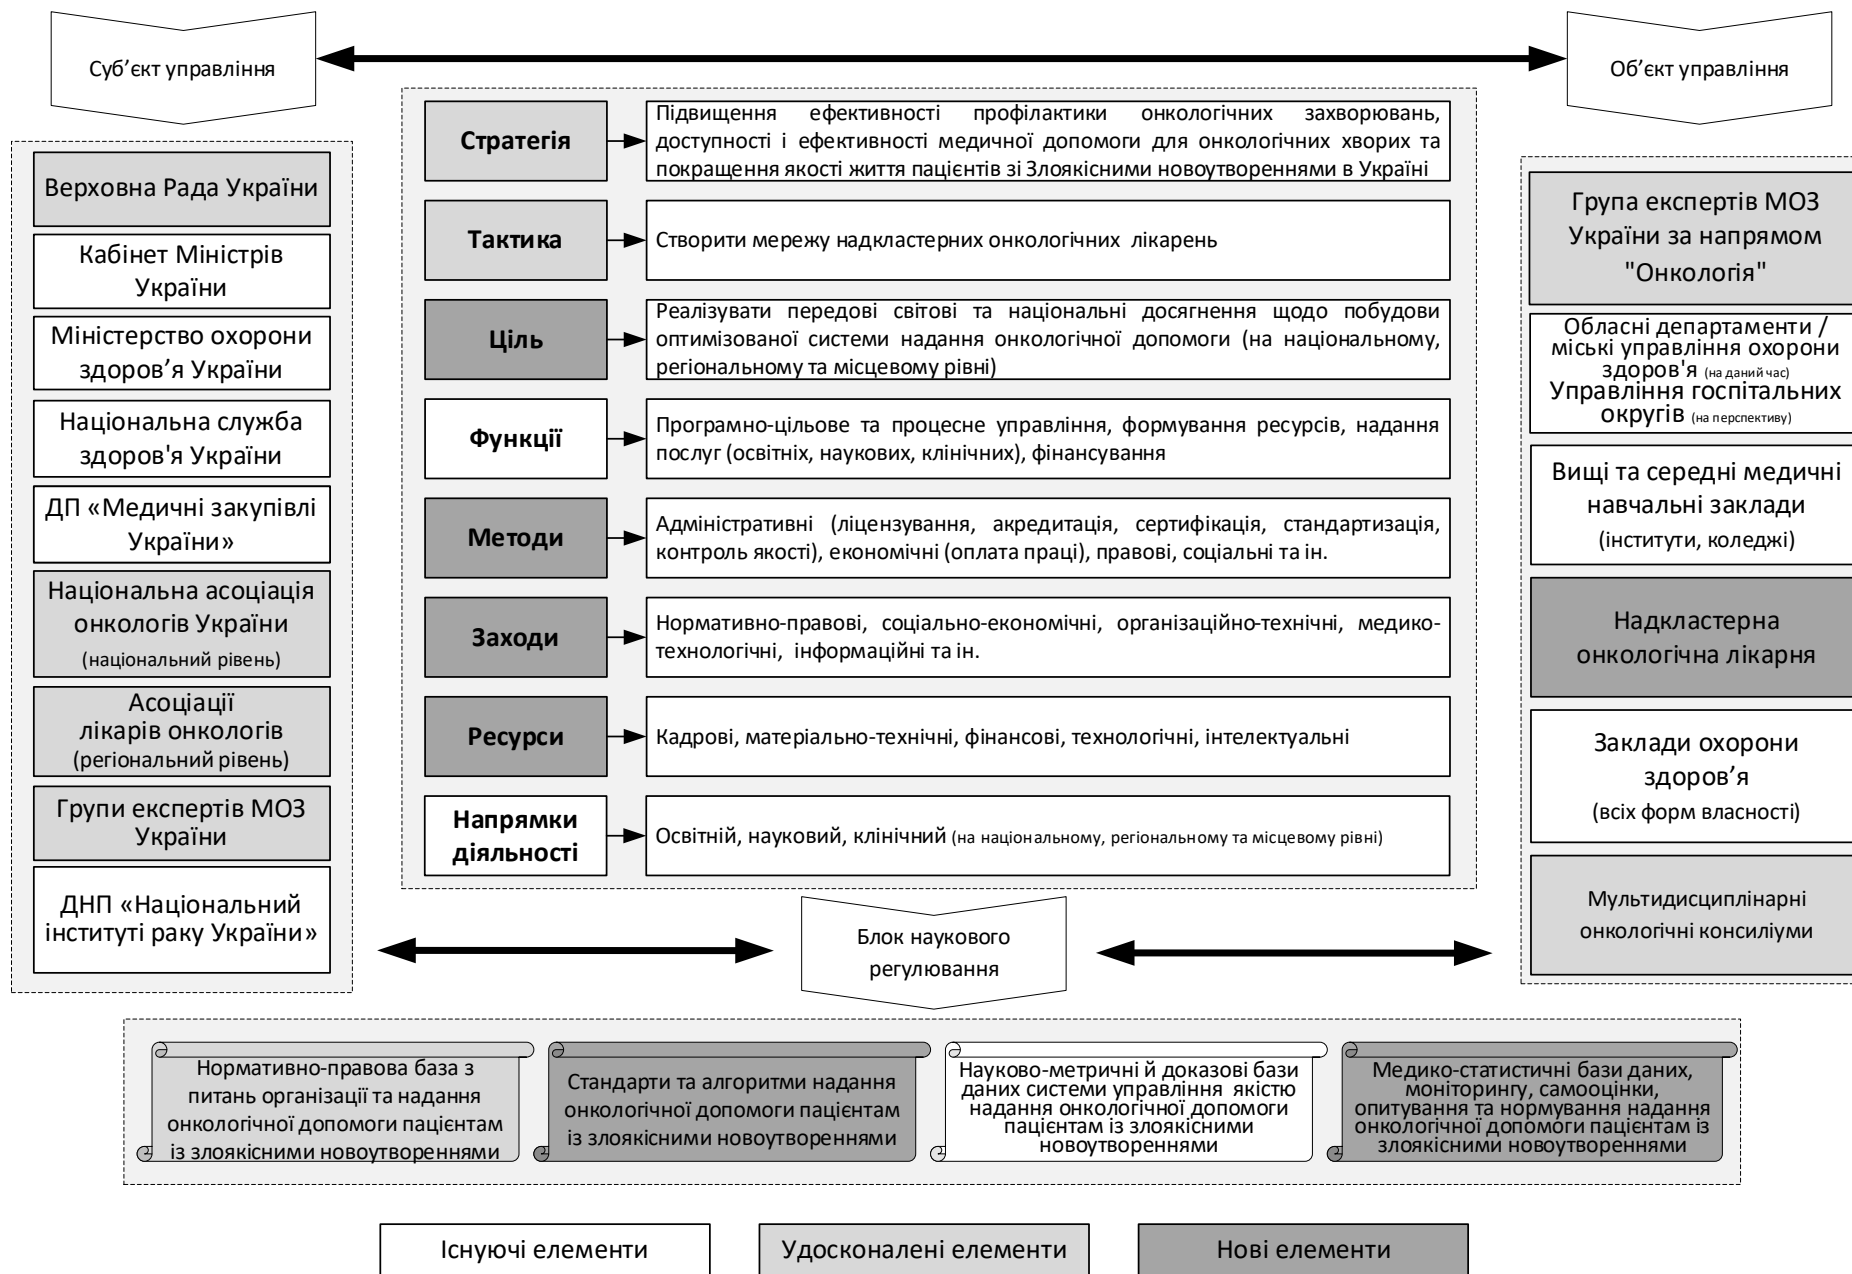 Суб’єкт управління
Об’єкт управління
Верховна Рада України
Кабінет Міністрів
України
Міністерство охорони
здоров’я України
Національна служба
здоров'я України
ДП «Медичні закупівлі
України»
Національна асоціація
онкологів України
(національний рівень)
Асоціації
лікарів онкологів
(регіональний рівень)
Групи експертів МОЗ
України
ДНП «Національний
інституті раку України»
Стратегія
Підвищення ефективності профілактики онкологічних захворювань,
доступності і ефективності медичної допомоги для онкологічних хворих та
покращення якості життя пацієнтів зі Злоякісними новоутвореннями в Україні
Тактика
Створити мережу надкластерних онкологічних лікарень
Ціль
Реалізувати передові світові та національні досягнення щодо побудови
оптимізованої системи надання онкологічної допомоги (на національному,
регіональному та місцевому рівні)
Функції
Програмно-цільове та процесне управління, формування ресурсів, надання
послуг (освітніх, наукових, клінічних), фінансування
Методи
Адміністративні (ліцензування, акредитація, сертифікація, стандартизація,
контроль якості), економічні (оплата праці), правові, соціальні та ін.
Заходи
Нормативно-правові, соціально-економічні, організаційно-технічні, медико-
технологічні, інформаційні та ін.
Ресурси
Кадрові, матеріально-технічні, фінансові, технологічні, інтелектуальні
Напрямки
діяльності
Освітній, науковий, клінічний (на національному, регіональному та місцевому рівні)
Група експертів МОЗ
України за напрямом
"Онкологія"
Обласні департаменти /
міські управління охорони
здоров'я (на даний час)
Управління госпітальних
округів (на перспективу)
Вищі та середні медичні
навчальні заклади
(інститути, коледжі)
Надкластерна
онкологічна лікарня
Заклади охорони
здоров’я
(всіх форм власності)
Мультидисциплінарні
онкологічні консиліуми
Блок наукового
регулювання
Нормативно-правова база з
питань організації та надання
онкологічної допомоги пацієнтам
із злоякісними новоутвореннями
Стандарти та алгоритми надання
онкологічної допомоги пацієнтам
із злоякісними новоутвореннями
Науково-метричні й доказові бази
даних системи управління якістю
надання онкологічної допомоги
пацієнтам із злоякісними
новоутвореннями
Медико-статистичні бази даних,
моніторингу, самооцінки,
опитування та нормування надання
онкологічної допомоги пацієнтам із
злоякісними новоутвореннями
Існуючі елементи
Удосконалені елементи
Нові елементи